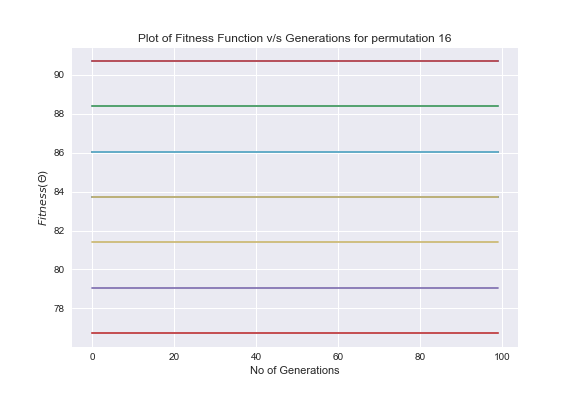 Plot of Fitness Function v/s Generations for permutation 16
90
88
86
84
82
80
78
Fitness(Θ)
0 20 40 60 80 100
No of Generations